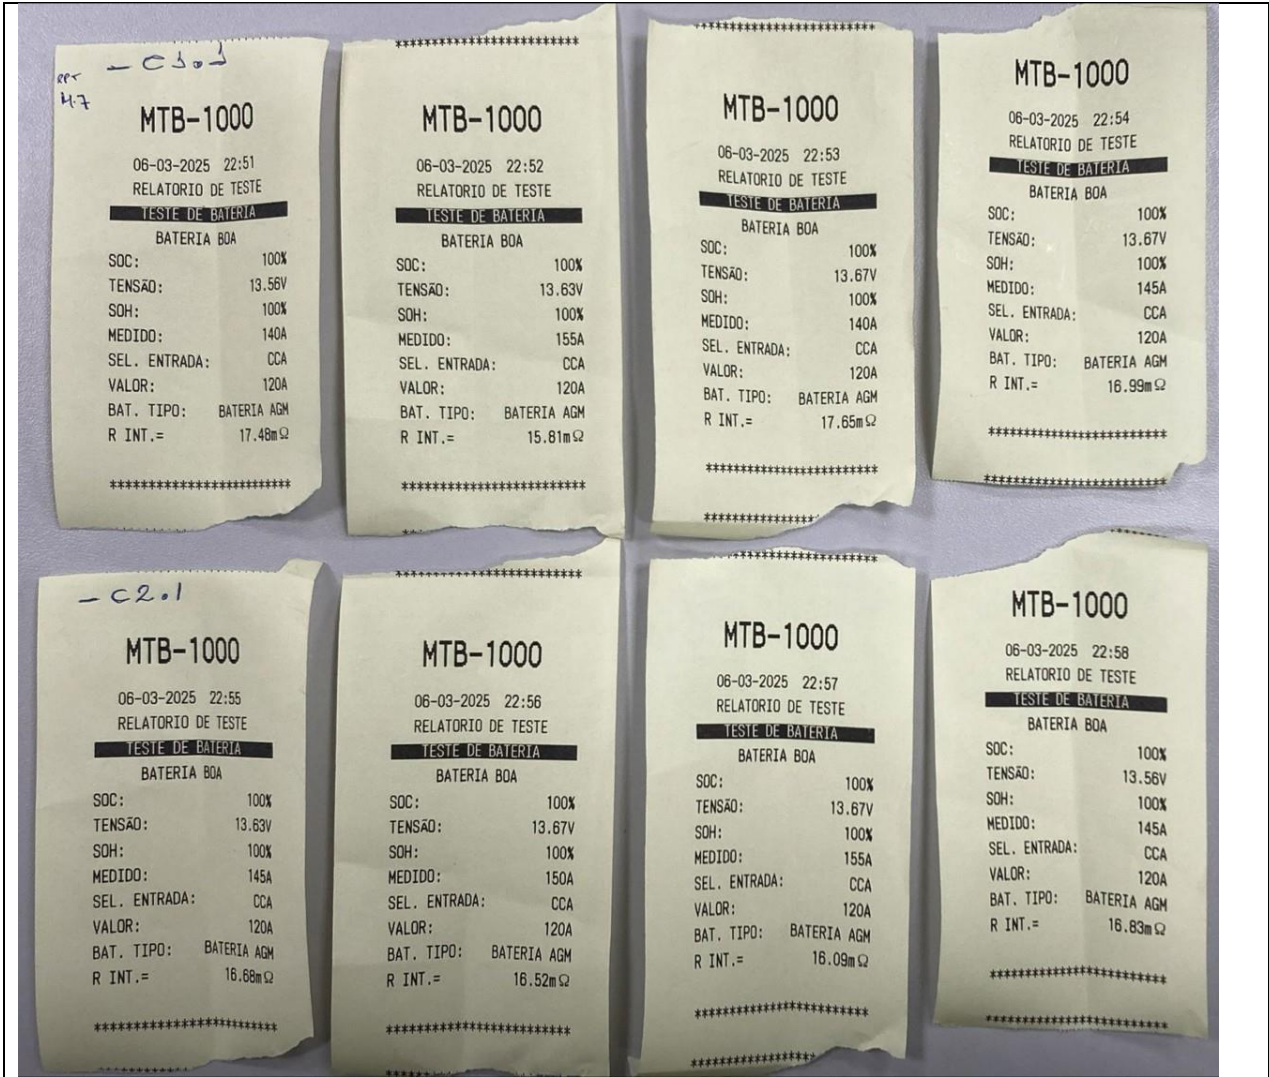 - C1.1
RPT
M.7
MTB-1000
06-03-2025 22:51
RELATORIO DE TESTE
TESTE DE BATERIA
BATERIA BOA
SOC: 100%
TENSÃO: 13.56V
SOH: 100%
MEDIDO: 140A
SEL. ENTRADA: CCA
VALOR: 120A
BAT. TIPO: BATERIA AGM
R INT.= 17.48mΩ
************************
************************
MTB-1000
06-03-2025 22:52
RELATORIO DE TESTE
TESTE DE BATERIA
BATERIA BOA
SOC: 100%
TENSÃO: 13.63V
SOH: 100%
MEDIDO: 155A
SEL. ENTRADA: CCA
VALOR: 120A
BAT. TIPO: BATERIA AGM
R INT.= 15.81mΩ
************************
************************
MTB-1000
06-03-2025 22:53
RELATORIO DE TESTE
TESTE DE BATERIA
BATERIA BOA
SOC: 100%
TENSÃO: 13.67V
SOH: 100%
MEDIDO: 140A
SEL. ENTRADA: CCA
VALOR: 120A
BAT. TIPO: BATERIA AGM
R INT.= 17.65mΩ
************************
************************
MTB-1000
06-03-2025 22:54
RELATORIO DE TESTE
TESTE DE BATERIA
BATERIA BOA
SOC: 100%
TENSÃO: 13.67V
SOH: 100%
MEDIDO: 145A
SEL. ENTRADA: CCA
VALOR: 120A
BAT. TIPO: BATERIA AGM
R INT.= 16.99mΩ
************************
************************
- C2.1
MTB-1000
06-03-2025 22:55
RELATORIO DE TESTE
TESTE DE BATERIA
BATERIA BOA
SOC: 100%
TENSÃO: 13.63V
SOH: 100%
MEDIDO: 145A
SEL. ENTRADA: CCA
VALOR: 120A
BAT. TIPO: BATERIA AGM
R INT.= 16.68mΩ
************************
************************
MTB-1000
06-03-2025 22:56
RELATORIO DE TESTE
TESTE DE BATERIA
BATERIA BOA
SOC: 100%
TENSÃO: 13.67V
SOH: 100%
MEDIDO: 150A
SEL. ENTRADA: CCA
VALOR: 120A
BAT. TIPO: BATERIA AGM
R INT.= 16.52mΩ
************************
************************
MTB-1000
06-03-2025 22:57
RELATORIO DE TESTE
TESTE DE BATERIA
BATERIA BOA
SOC: 100%
TENSÃO: 13.67V
SOH: 100%
MEDIDO: 155A
SEL. ENTRADA: CCA
VALOR: 120A
BAT. TIPO: BATERIA AGM
R INT.= 16.09mΩ
************************
************************
MTB-1000
06-03-2025 22:58
RELATORIO DE TESTE
TESTE DE BATERIA
BATERIA BOA
SOC: 100%
TENSÃO: 13.56V
SOH: 100%
MEDIDO: 145A
SEL. ENTRADA: CCA
VALOR: 120A
BAT. TIPO: BATERIA AGM
R INT.= 16.83mΩ
************************
************************